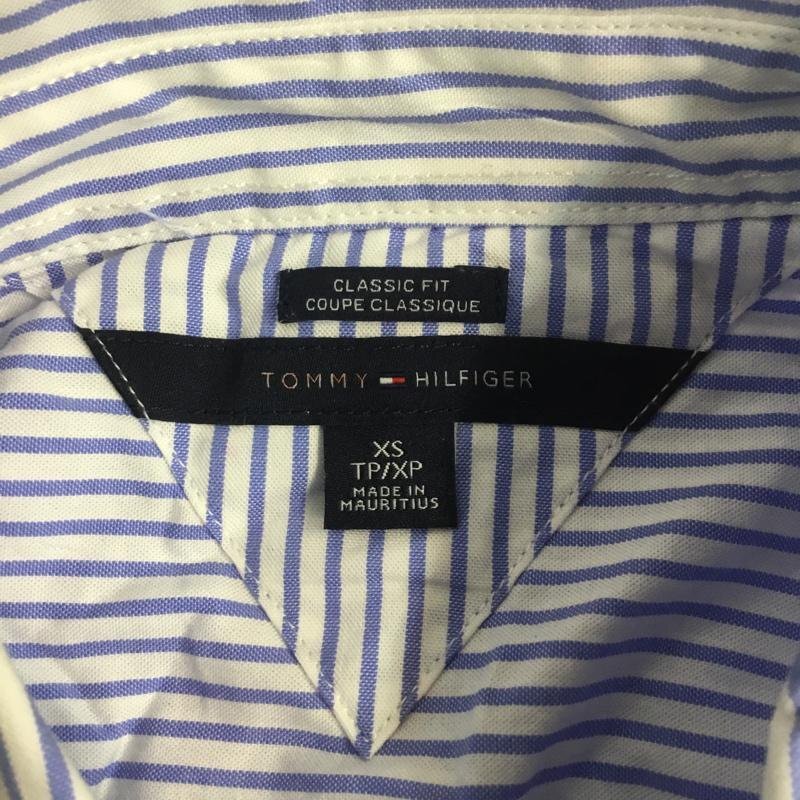 CLASSIC FIT
COUPE CLASSIQUE
TOMMY HILFIGER
XS
TP/XP
MADE IN
MAURITIUS